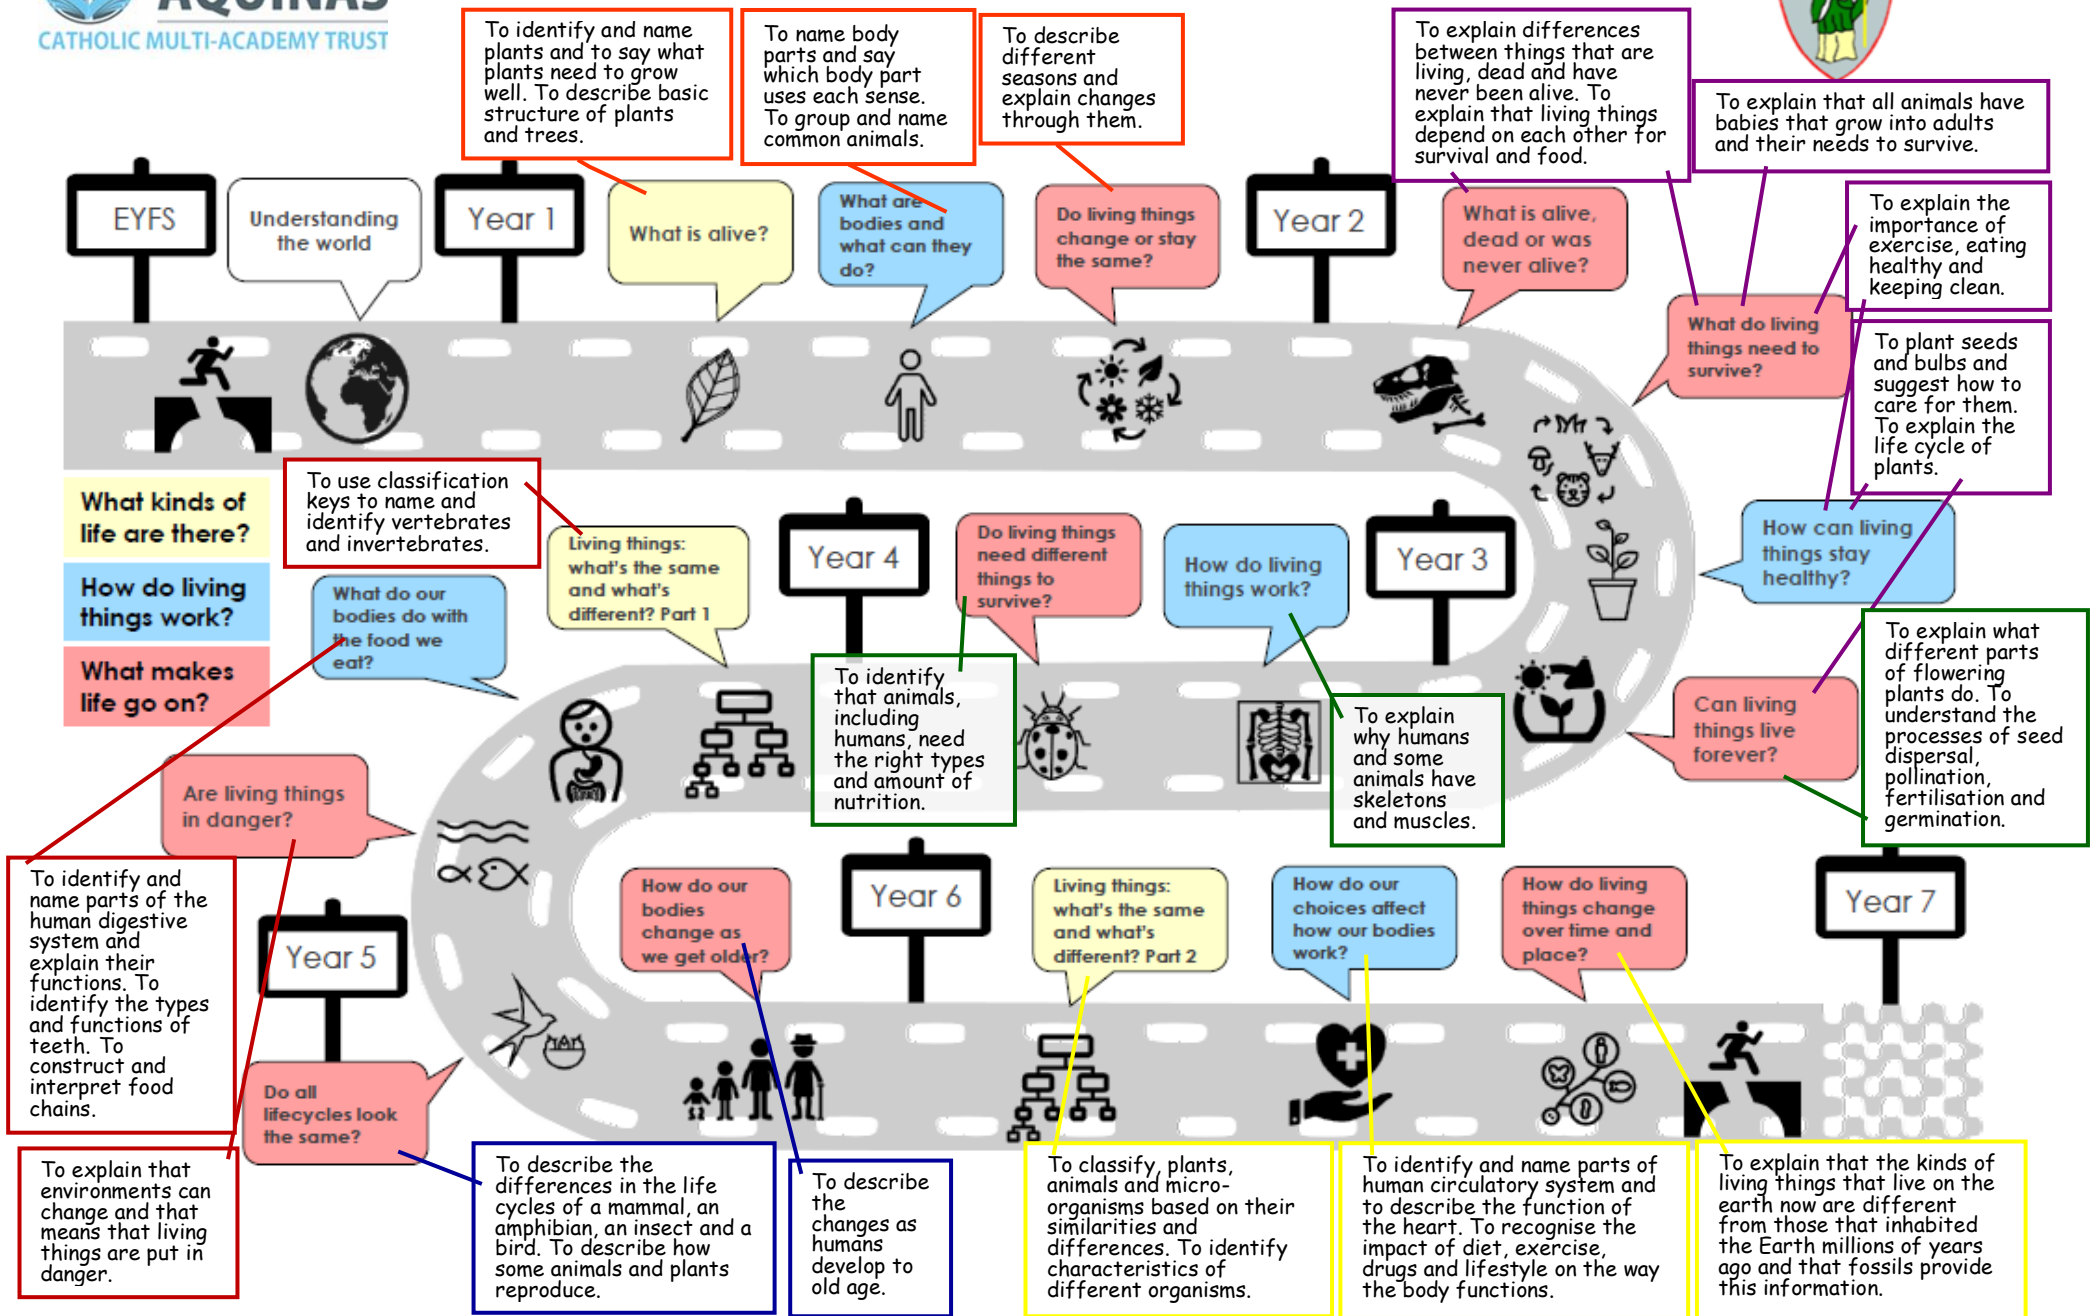 AQUINAS
CATHOLIC MULTI-ACADEMY TRUST
To identify and name
plants and to say what
plants need to grow
well. To describe basic
structure of plants
and trees.
To name body
parts and say
which body part
uses each sense.
To group and name
common animals.
To describe
different
seasons and
explain changes
through them.
To explain differences
between things that are
living, dead and have
never been alive. To
explain that living things
depend on each other for
survival and food.
To explain that all animals have
babies that grow into adults
and their needs to survive.
EYFS
Understanding
the world
Year 1
What is alive?
What are
bodies and
what can they
do?
Do living things
change or stay
the same?
Year 2
What is alive,
dead or was
never alive?
To explain the
importance of
exercise, eating
healthy and
keeping clean.
What do living
things need to
survive?
To plant seeds
and bulbs and
suggest how to
care for them.
To explain the
life cycle of
plants.
What kinds of
life are there?
How do living
things work?
What makes
life go on?
To use classification
keys to name and
identify vertebrates
and invertebrates.
What do our
bodies do with
the food we
eat?
Living things:
what's the same
and what's
different? Part 1
Year 4
Do living things
need different
things to
survive?
How do living
things work?
Year 3
How can living
things stay
healthy?
To identify
that animals,
including
humans, need
the right types
and amount of
nutrition.
To explain
why humans
and some
animals have
skeletons
and muscles.
Can living
things live
forever?
To explain what
different parts
of flowering
plants do. To
understand the
processes of seed
dispersal,
pollination,
fertilisation and
germination.
Are living things
in danger?
To identify and
name parts of the
human digestive
system and
explain their
functions. To
identify the types
and functions of
teeth. To
construct and
interpret food
chains.
Year 5
How do our
bodies
change as
we get older?
Year 6
Living things:
what's the same
and what's
different? Part 2
How do our
choices affect
how our bodies
work?
How do living
things change
over time and
place?
Year 7
Do all
lifecycles look
the same?
To explain that
environments can
change and that
means that living
things are put in
danger.
To describe the
differences in the life
cycles of a mammal, an
amphibian, an insect and a
bird. To describe how
some animals and plants
reproduce.
To describe
the
changes as
humans
develop to
old age.
To classify, plants,
animals and micro-
organisms based on their
similarities and
differences. To identify
characteristics of
different organisms.
To identify and name parts of
human circulatory system and
to describe the function of
the heart. To recognise the
impact of diet, exercise,
drugs and lifestyle on the way
the body functions.
To explain that the kinds of
living things that live on the
earth now are different
from those that inhabited
the Earth millions of years
ago and that fossils provide
this information.